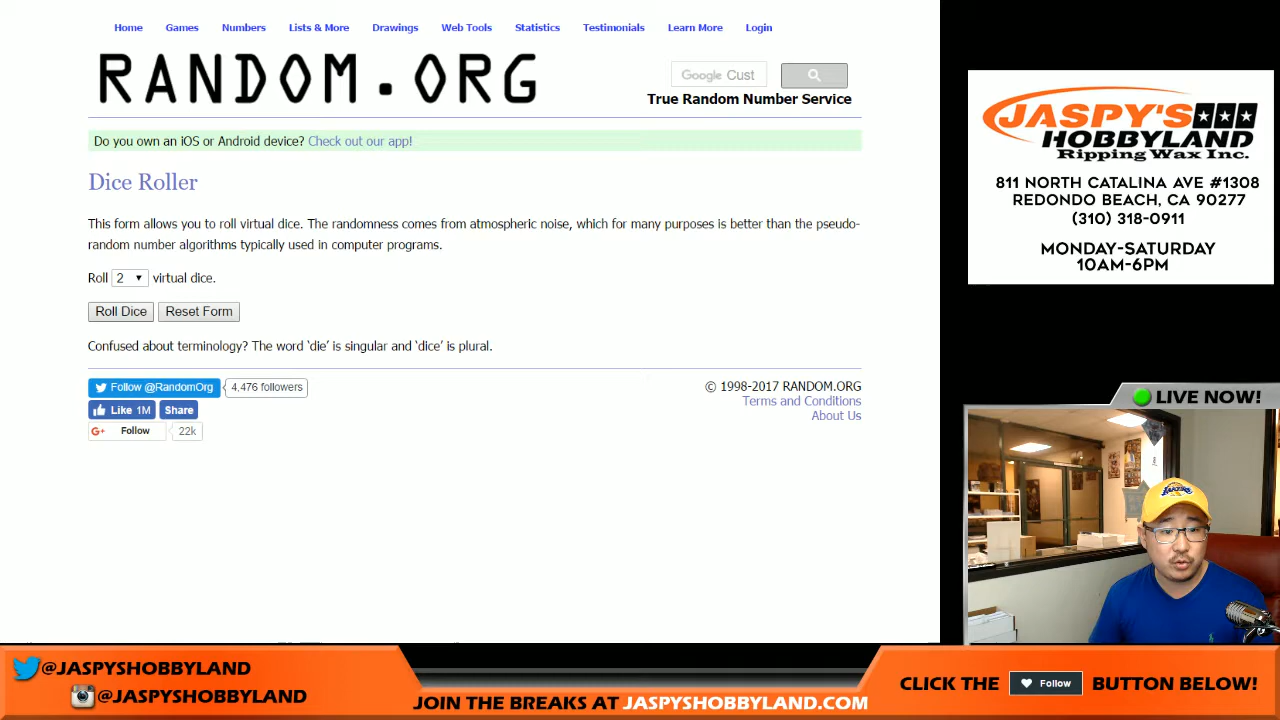 Home Games Numbers Lists & More Drawings Web Tools Statistics Testimonials Learn More Login
RANDOM.ORG
Google Cust
True Random Number Service
Do you own an iOS or Android device? Check out our app!
Dice Roller
This form allows you to roll virtual dice. The randomness comes from atmospheric noise, which for many purposes is better than the pseudo-
random number algorithms typically used in computer programs.
Roll 2 virtual dice.
Roll Dice Reset Form
Confused about terminology? The word ‘die’ is singular and ‘dice’ is plural.
Follow @RandomOrg 4,476 followers
Like 1M Share
G+ Follow 22k
© 1998-2017 RANDOM.ORG
Terms and Conditions
About Us
JASPY'S
HOBBYLAND
Ripping Wax Inc.
811 NORTH CATALINA AVE #1308
REDONDO BEACH, CA 90277
(310) 318-0911
MONDAY-SATURDAY
10AM-6PM
LIVE NOW!
@JASPYSHOBBYLAND
@JASPYSHOBBYLAND
JOIN THE BREAKS AT JASPYSHOBBYLAND.COM
CLICK THE Follow BUTTON BELOW!